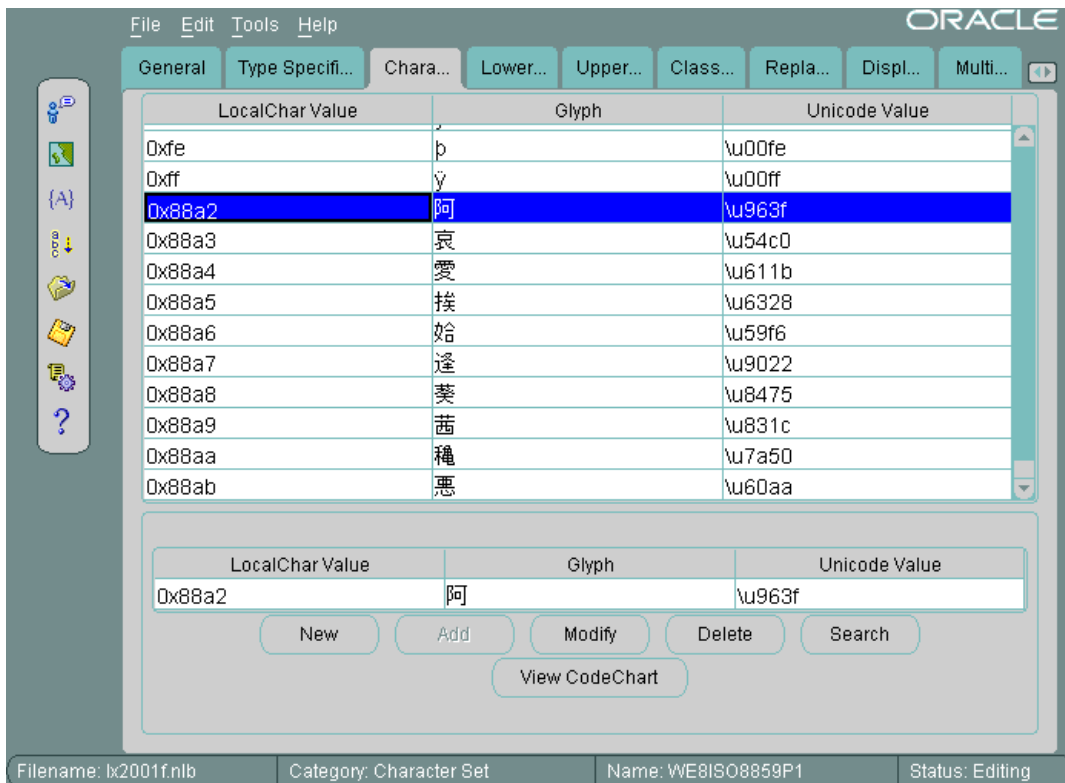 File Edit Tools Help ORACLE
General Type Specifi... Chara... Lower... Upper... Class... Repla... Displ... Multi...
LocalChar Value Glyph Unicode Value
0xfe þ \u00fe
0xff ÿ \u00ff
0x88a2 阿 \u963f
0x88a3 哀 \u54c0
0x88a4 愛 \u611b
0x88a5 挨 \u6328
0x88a6 姶 \u59f6
0x88a7 逢 \u9022
0x88a8 葵 \u8475
0x88a9 茜 \u831c
0x88aa 穐 \u7a50
0x88ab 悪 \u60aa
LocalChar Value Glyph Unicode Value
0x88a2 阿 \u963f
New Add Modify Delete Search
View CodeChart
Filename: lx2001f.nlb Category: Character Set Name: WE8ISO8859P1 Status: Editing